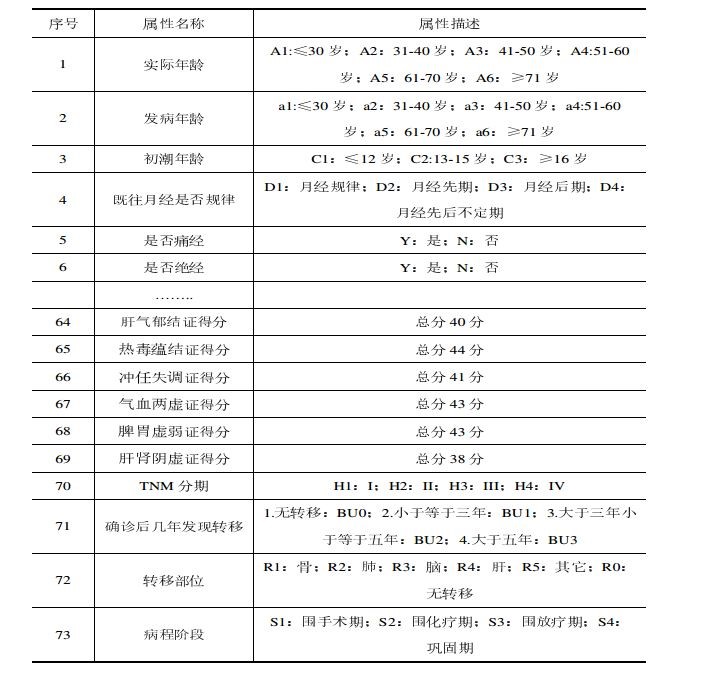 序号 属性名称 属性描述
A1:≤30 岁；A2：31-40 岁；A3：41-50 岁；A4:51-60
1 实际年龄
岁；A5：61-70 岁；A6：≥71 岁
a1:≤30 岁；a2：31-40 岁；a3：41-50 岁；a4:51-60
2 发病年龄
岁；a5：61-70 岁；a6：≥71 岁
3 初潮年龄 C1：≤12 岁；C2:13-15 岁；C3：≥16 岁
D1：月经规律；D2：月经先期；D3：月经后期；D4：
4 既往月经是否规律
月经先后不定期
5 是否痛经 Y：是；N：否
6 是否绝经 Y：是；N：否
……..
64 肝气郁结证得分 总分 40 分
65 热毒蕴结证得分 总分 44 分
66 冲任失调证得分 总分 41 分
67 气血两虚证得分 总分 43 分
68 脾胃虚弱证得分 总分 43 分
69 肝肾阴虚证得分 总分 38 分
70 TNM 分期 H1：I；H2：II；H3：III；H4：IV
1.无转移：BU0；2.小于等于三年：BU1；3.大于三年小
71 确诊后几年发现转移
于等于五年：BU2；4.大于五年：BU3
R1：骨；R2：肺；R3：脑；R4：肝；R5：其它；R0：
72 转移部位
无转移
S1：围手术期；S2：围化疗期；S3：围放疗期；S4：
73 病程阶段
巩固期